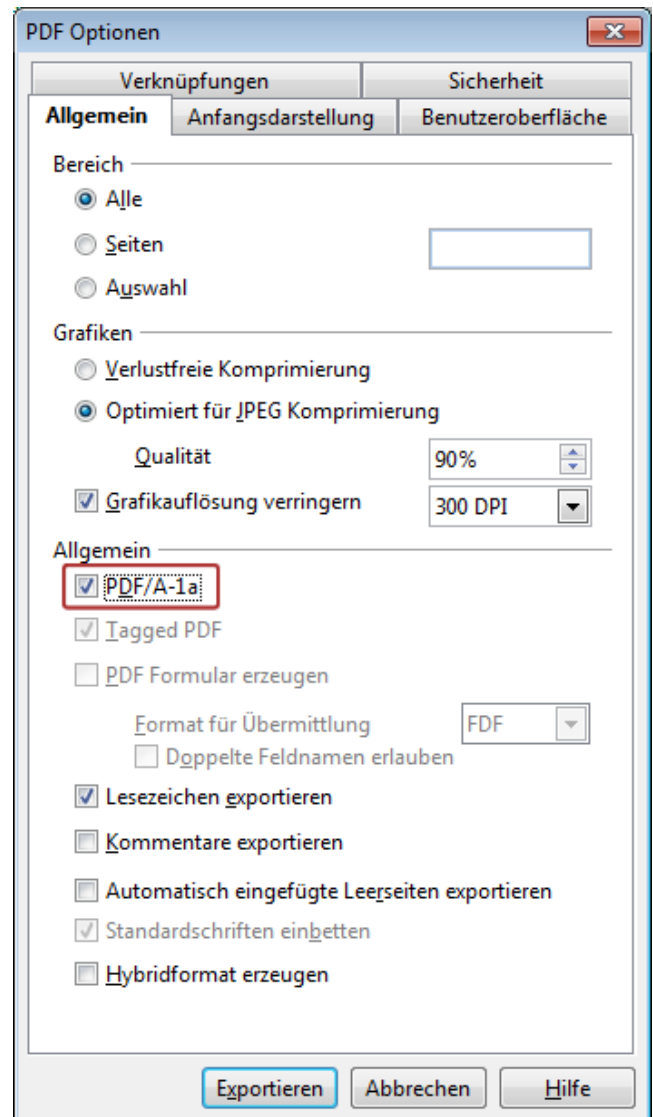 PDF Optionen
Verknüpfungen Sicherheit
Allgemein Anfangsdarstellung Benutzeroberfläche
Bereich
Alle
Seiten
Auswahl
Grafiken
Verlustfreie Komprimierung
Optimiert für JPEG Komprimierung
Qualität 90%
Grafikauflösung verringern 300 DPI
Allgemein
PDF/A-1a
Tagged PDF
PDF Formular erzeugen
Format für Übermittlung FDF
Doppelte Feldnamen erlauben
Lesezeichen exportieren
Kommentare exportieren
Automatisch eingefügte Leerseiten exportieren
Standardschriften einbetten
Hybridformat erzeugen
Exportieren Abbrechen Hilfe